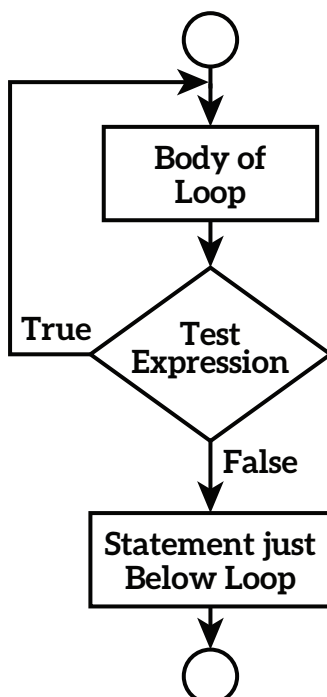 Body of
Loop
True
Test
Expression
False
Statement just
Below Loop